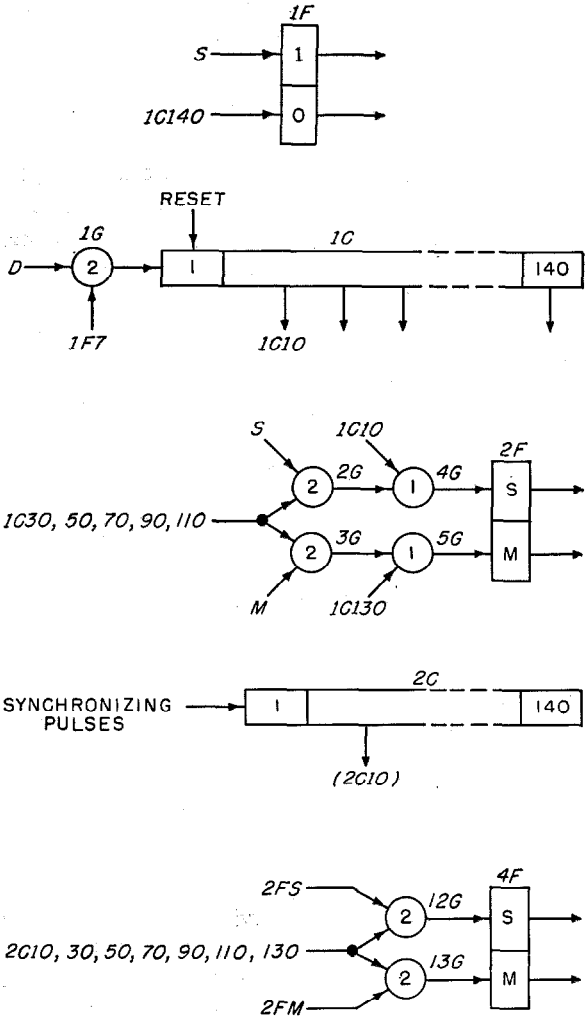 1F
S
1
1C140
0
RESET
1G
1C
D
2
1
140
1F7
1C10
S
1C10
2F
2
2G
1
4G
S
1C30, 50, 70, 90, 110
2
3G
1
5G
M
M
1C130
2C
SYNCHRONIZING
PULSES
1
140
(2C10)
4F
2FS
2
12G
S
2C10, 30, 50, 70, 90, 110, 130
2
13G
M
2FM